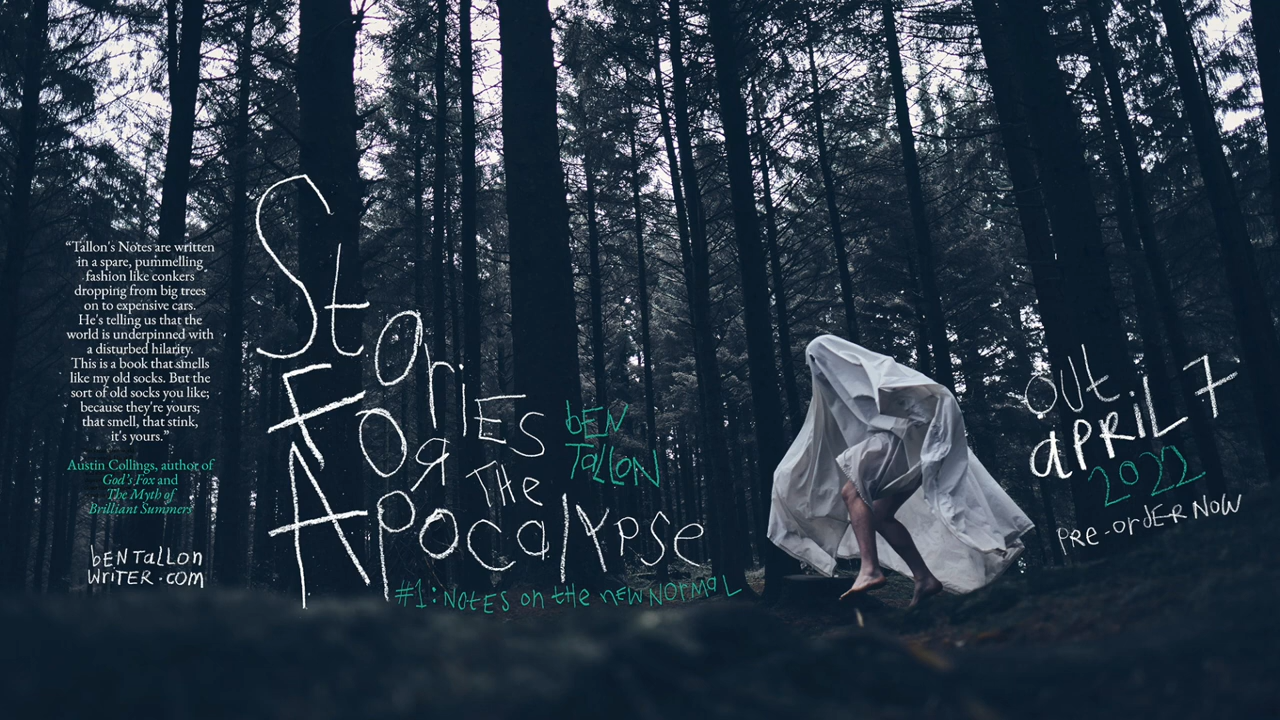 “Tallon's Notes are written
in a spare, pummelling
fashion like conkers
dropping from big trees
on to expensive cars.
He's telling us that the
world is underpinned with
a disturbed hilarity.
This is a book that smells
like my old socks. But the
sort of old socks you like;
because they're yours;
that smell, that stink,
it's yours.”
Austin Collings, author of
God's Fox and
The Myth of
Brilliant Summers
bEN Tallon
WrITER.com
StoriES
For THe
Apocalypse
bEN
TallON
#1: NotES on the nEW NORMaL
OUt
aPRiL 7
2022
PrE-ordER NOW